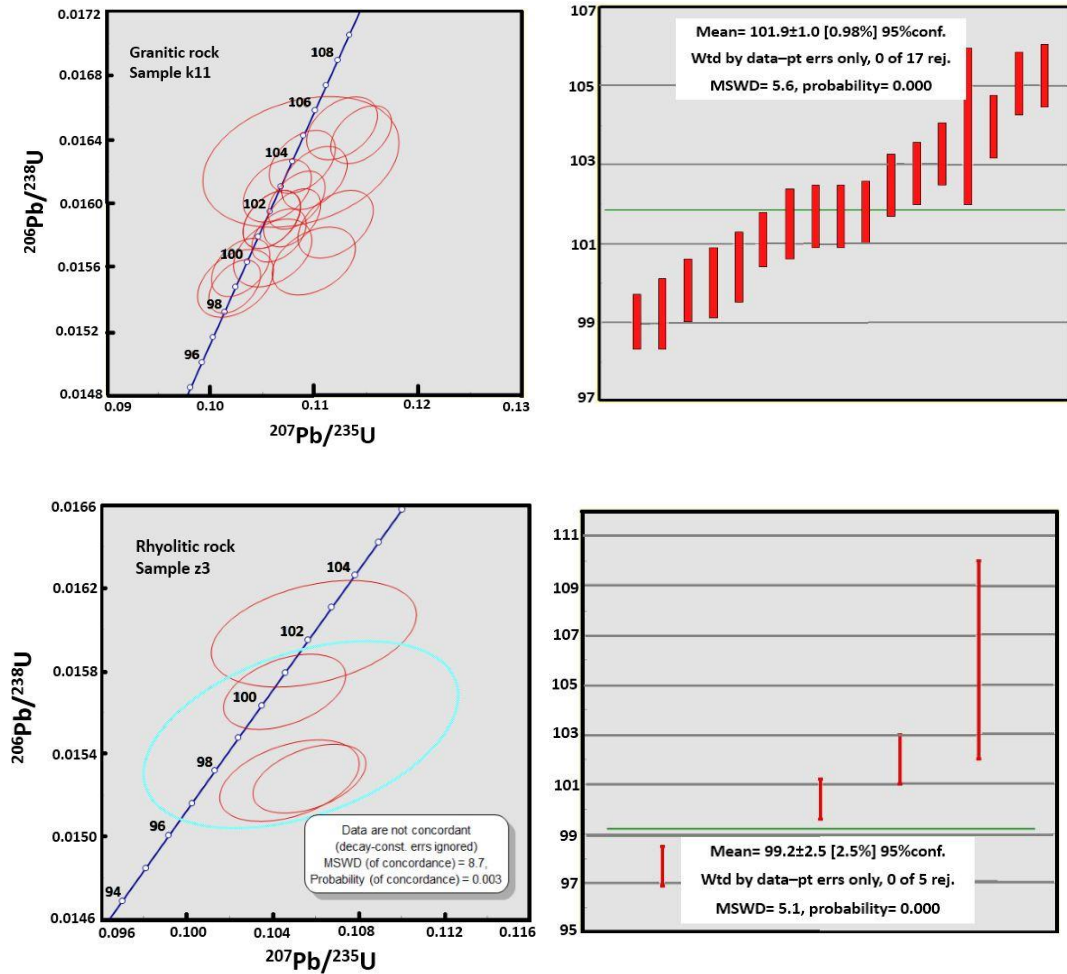 0.0172
0.0168
0.0164
0.0160
0.0156
0.0152
0.0148
²⁰⁶Pb/²³⁸U
Granitic rock
Sample k11
108
106
104
102
100
98
96
0.09
0.10
0.11
0.12
0.13
²⁰⁷Pb/²³⁵U
107
105
103
101
99
97
Mean= 101.9±1.0 [0.98%] 95%conf.
Wtd by data–pt errs only, 0 of 17 rej.
MSWD= 5.6, probability= 0.000
0.0166
0.0162
0.0158
0.0154
0.0150
0.0146
²⁰⁶Pb/²³⁸U
Rhyolitic rock
Sample z3
104
102
100
98
96
94
Data are not concordant
(decay-const. errs ignored)
MSWD (of concordance) = 8.7,
Probability (of concordance) = 0.003
0.096
0.100
0.104
0.108
0.112
0.116
²⁰⁷Pb/²³⁵U
111
109
107
105
103
101
99
97
95
Mean= 99.2±2.5 [2.5%] 95%conf.
Wtd by data–pt errs only, 0 of 5 rej.
MSWD= 5.1, probability= 0.000